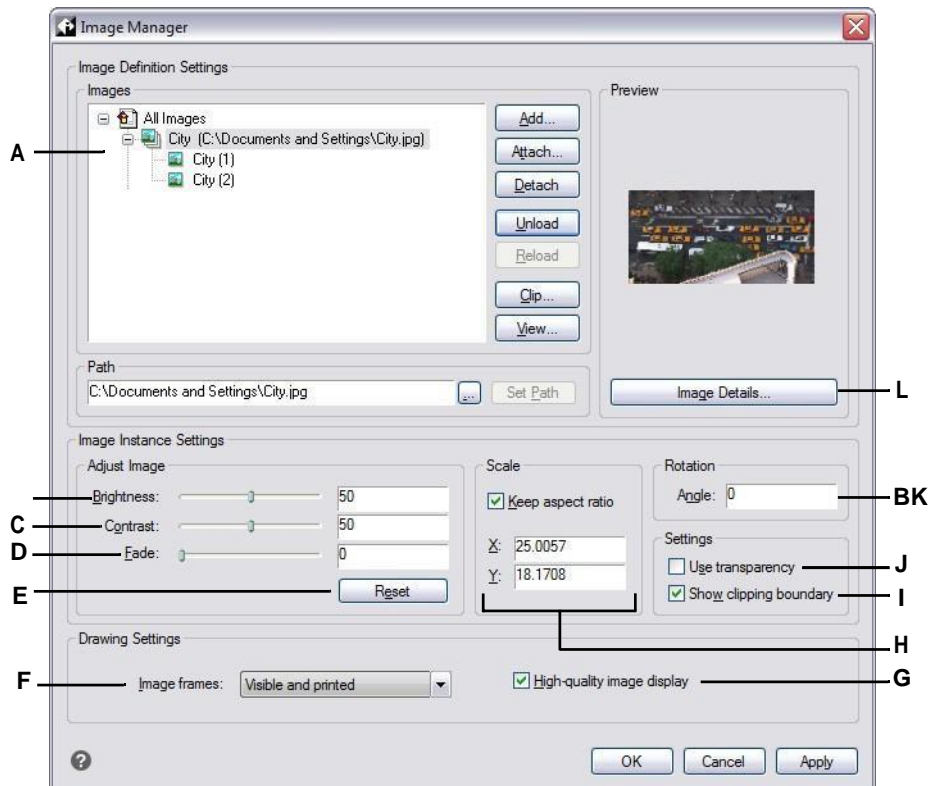 Image Manager
Image Definition Settings
Images
Preview
All Images
City (C:\Documents and Settings\City.jpg)
City (1)
City (2)
A
Add...
Attach...
Detach
Unload
Reload
Clip...
View...
Path
C:\Documents and Settings\City.jpg
...
Set Path
Image Details...
L
Image Instance Settings
Adjust Image
Scale
Rotation
Brightness:
50
Keep aspect ratio
Angle: 0
BK
C
Contrast:
50
Settings
D
Fade:
0
X: 25.0057
Use transparency
J
E
Reset
Y: 18.1708
Show clipping boundary
I
H
Drawing Settings
F
Image frames:
Visible and printed
High-quality image display
G
?
OK
Cancel
Apply